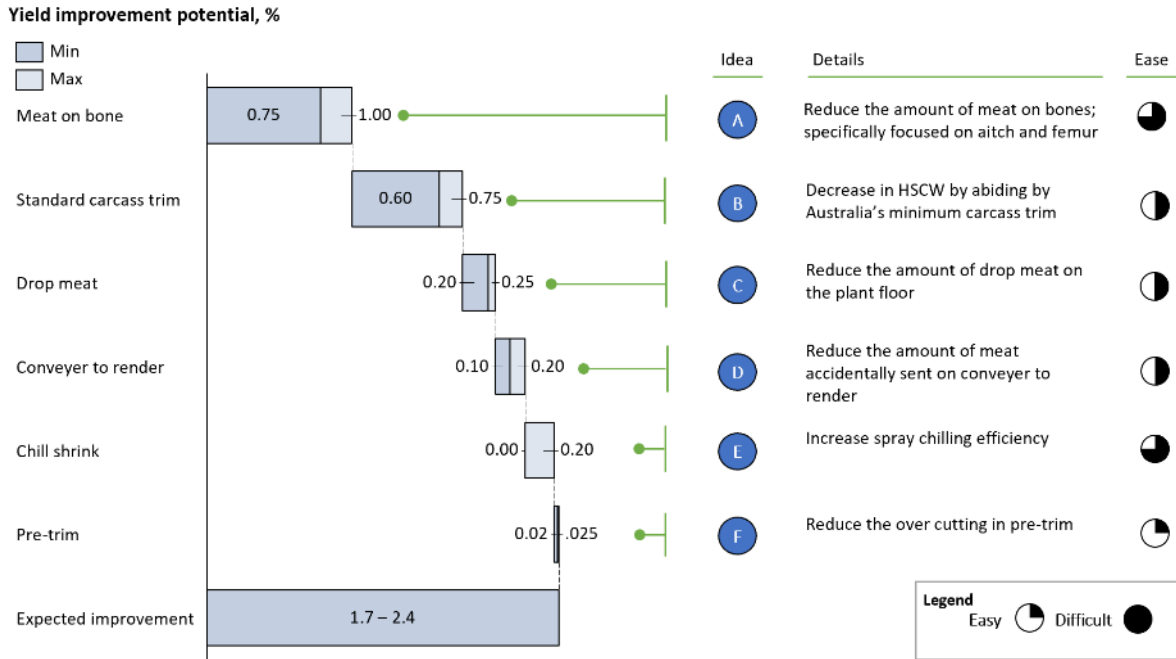 Yield improvement potential, %
Min
Max
Idea Details Ease
Meat on bone 0.75 1.00 A Reduce the amount of meat on bones;
specifically focused on aitch and femur
Standard carcass trim 0.60 0.75 B Decrease in HSCW by abiding by
Australia's minimum carcass trim
Drop meat 0.20 0.25 C Reduce the amount of drop meat on
the plant floor
Conveyer to render 0.10 0.20 D Reduce the amount of meat
accidentally sent on conveyer to
render
Chill shrink 0.00 0.20 E Increase spray chilling efficiency
Pre-trim 0.02 .025 F Reduce the over cutting in pre-trim
Expected improvement 1.7 – 2.4
Legend
Easy Difficult